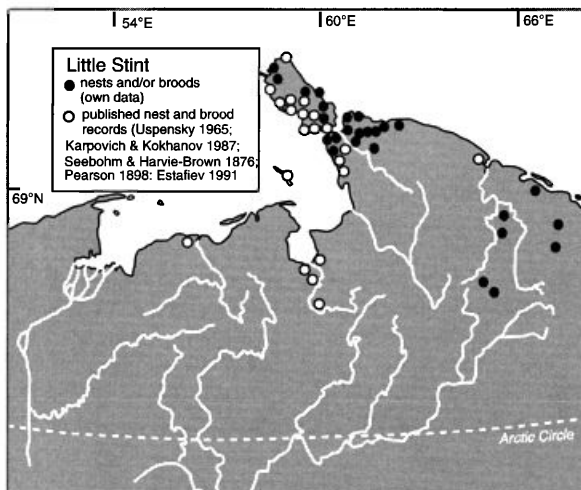 54°E
60°E
66°E
Little Stint
nests and/or broods
(own data)
published nest and brood
records (Uspensky 1965;
Karpovich & Kokhanov 1987;
Seebohm & Harvie-Brown 1876;
Pearson 1898: Estafiev 1991
69°N
Arctic Circle